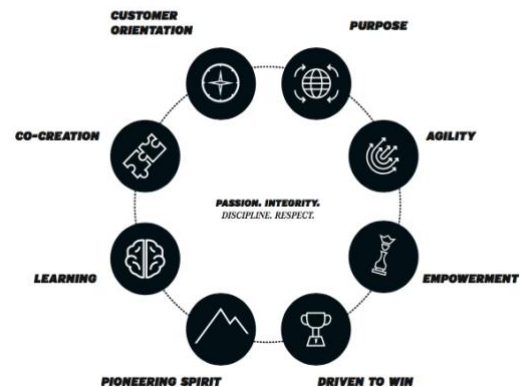 CUSTOMER
ORIENTATION
PURPOSE
CO-CREATION
AGILITY
PASSION. INTEGRITY.
DISCIPLINE. RESPECT.
LEARNING
EMPOWERMENT
PIONEERING SPIRIT
DRIVEN TO WIN